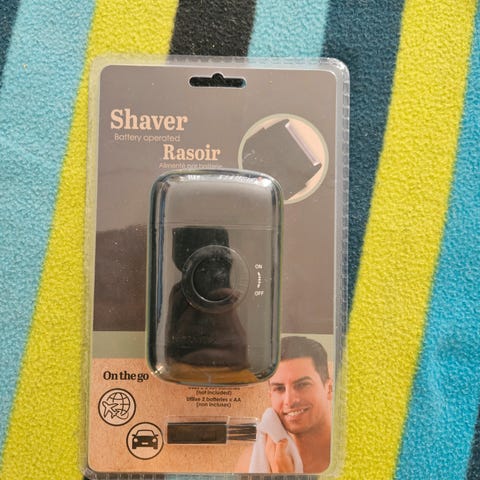 Shaver
Battery operated
Rasoir
Alimenté par batterie
ON
OFF
On the go
(not included)
Utilise 2 batteries x AA
(non incluses)